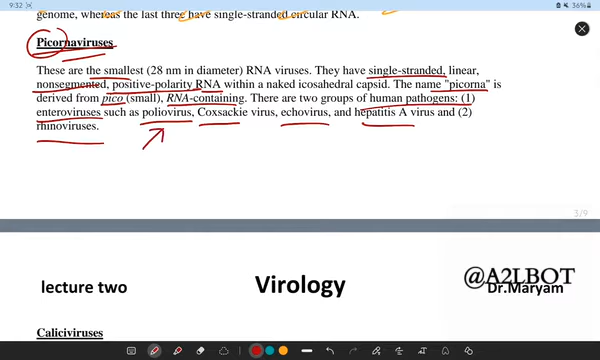 9:32
36%
genome, whereas the last three have single-stranded circular RNA.
Picornaviruses
These are the smallest (28 nm in diameter) RNA viruses. They have single-stranded, linear,
nonsegmented, positive-polarity RNA within a naked icosahedral capsid. The name "picorna" is
derived from pico (small), RNA-containing. There are two groups of human pathogens: (1)
enteroviruses such as poliovirus, Coxsackie virus, echovirus, and hepatitis A virus and (2)
rhinoviruses.
3/9
@A2LBOT
lecture two
Virology
Dr.Maryam
Caliciviruses